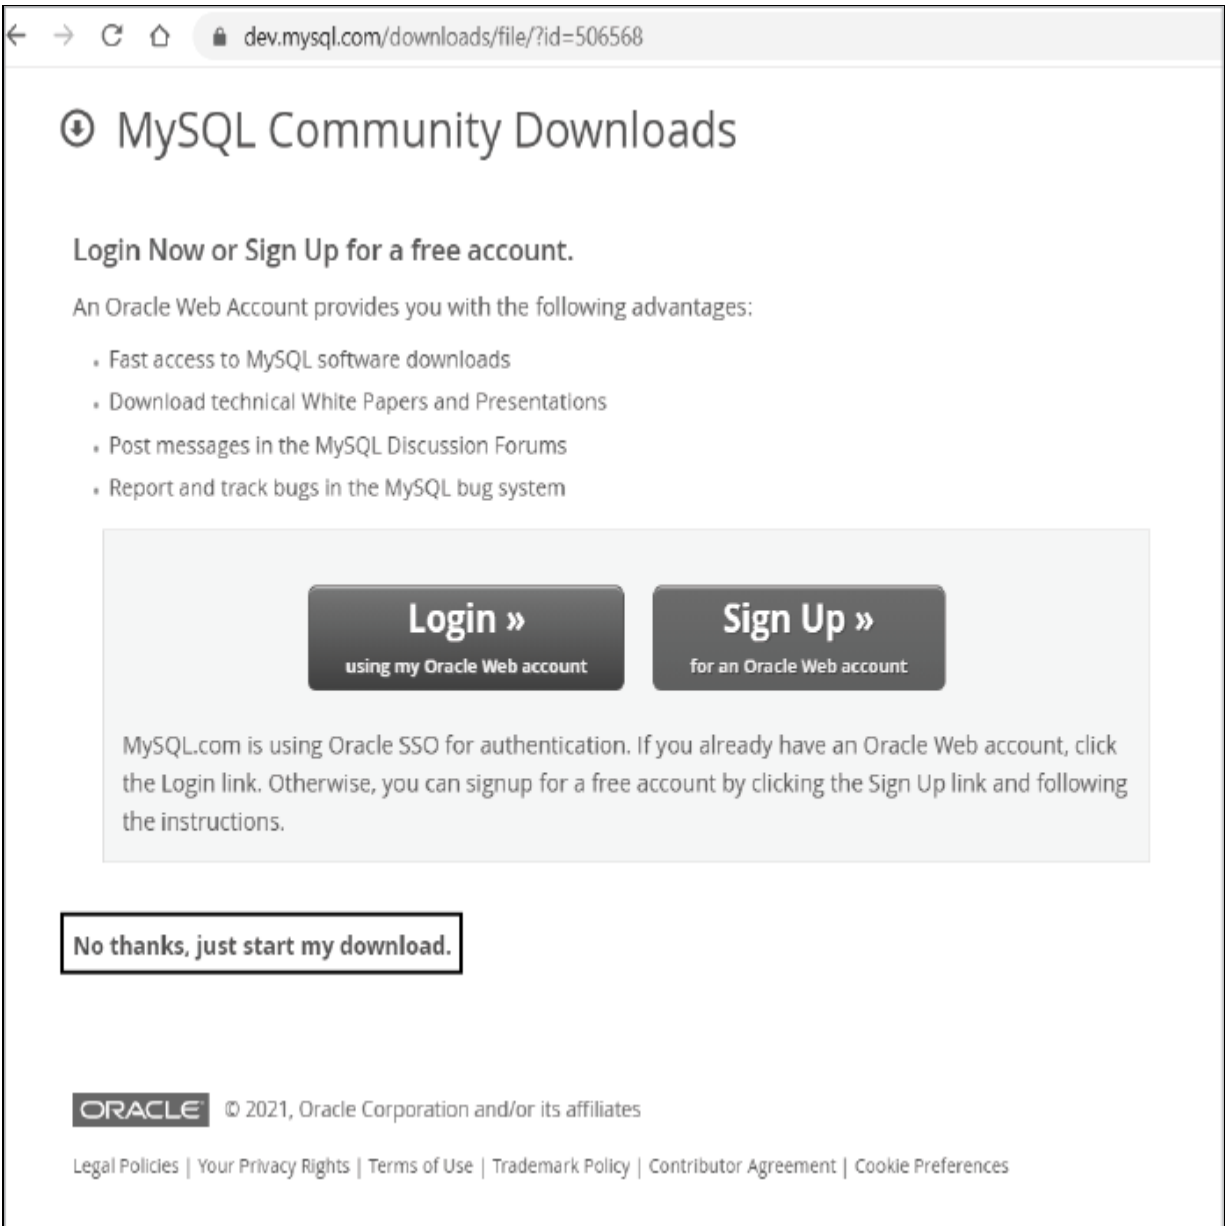 dev.mysql.com/downloads/file/?id=506568
MySQL Community Downloads
Login Now or Sign Up for a free account.
An Oracle Web Account provides you with the following advantages:
Fast access to MySQL software downloads
Download technical White Papers and Presentations
Post messages in the MySQL Discussion Forums
Report and track bugs in the MySQL bug system
Login »
using my Oracle Web account
Sign Up »
for an Oracle Web account
MySQL.com is using Oracle SSO for authentication. If you already have an Oracle Web account, click
the Login link. Otherwise, you can signup for a free account by clicking the Sign Up link and following
the instructions.
No thanks, just start my download.
ORACLE © 2021, Oracle Corporation and/or its affiliates
Legal Policies | Your Privacy Rights | Terms of Use | Trademark Policy | Contributor Agreement | Cookie Preferences